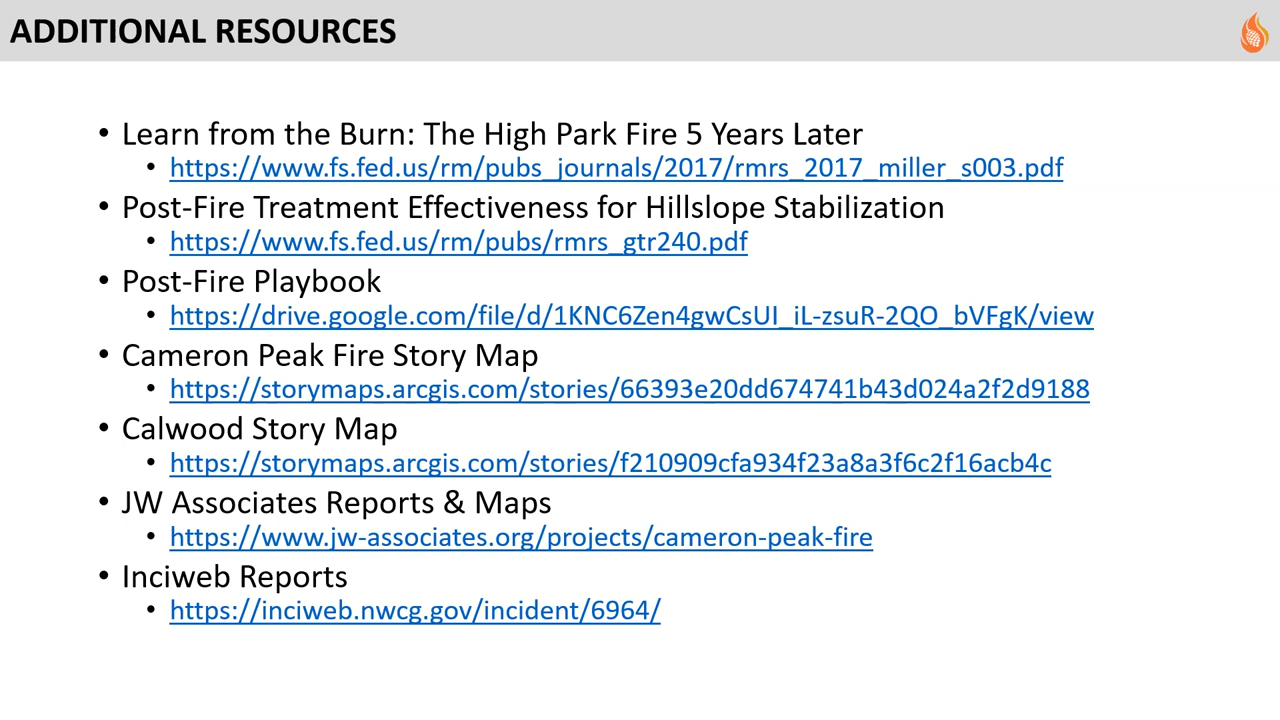 ADDITIONAL RESOURCES
• Learn from the Burn: The High Park Fire 5 Years Later
• https://www.fs.fed.us/rm/pubs_journals/2017/rmrs_2017_miller_s003.pdf
• Post-Fire Treatment Effectiveness for Hillslope Stabilization
• https://www.fs.fed.us/rm/pubs/rmrs_gtr240.pdf
• Post-Fire Playbook
• https://drive.google.com/file/d/1KNC6Zen4gwCsUI_iL-zsuR-2QO_bVFgK/view
• Cameron Peak Fire Story Map
• https://storymaps.arcgis.com/stories/66393e20dd674741b43d024a2f2d9188
• Calwood Story Map
• https://storymaps.arcgis.com/stories/f210909cfa934f23a8a3f6c2f16acb4c
• JW Associates Reports & Maps
• https://www.jw-associates.org/projects/cameron-peak-fire
• Inciweb Reports
• https://inciweb.nwcg.gov/incident/6964/